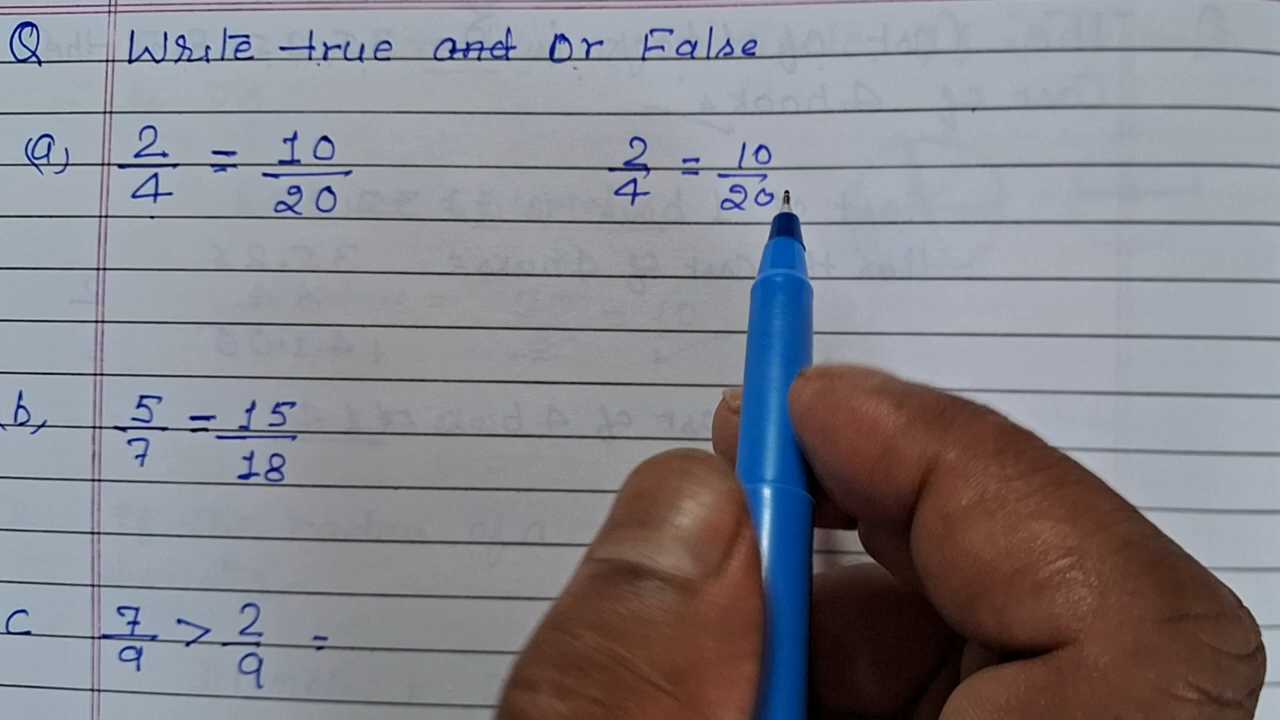 Q Write true and or False
(a) 2/4 = 10/20 2/4 = 10/20
b, 5/7 = 15/18
c 7/9 > 2/9 =